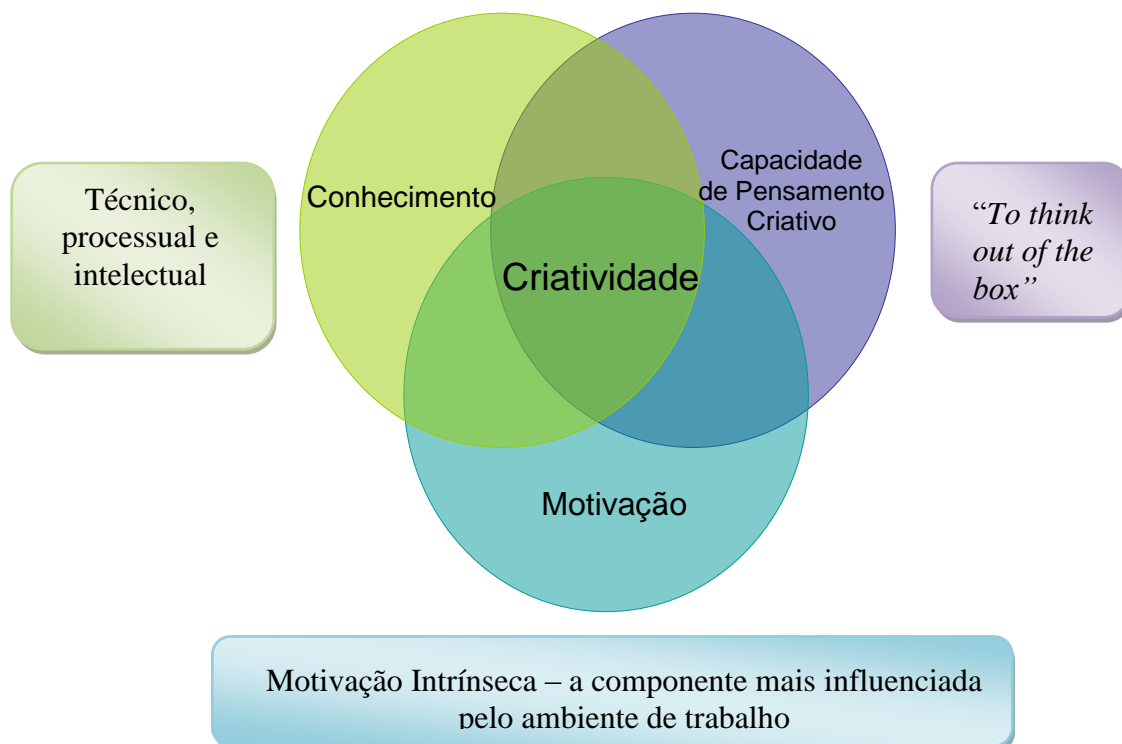 Técnico,
processual e
intelectual
Conhecimento
Capacidade
de Pensamento
Criativo
“To think
out of the
box”
Criatividade
Motivação
Motivação Intrínseca – a componente mais influenciada
pelo ambiente de trabalho